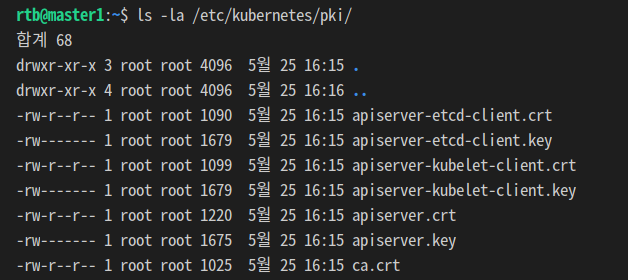 rtb@master1:~$ ls -la /etc/kubernetes/pki/
합계 68
drwxr-xr-x 3 root root 4096  5월 25 16:15 .
drwxr-xr-x 4 root root 4096  5월 25 16:16 ..
-rw-r--r-- 1 root root 1090  5월 25 16:15 apiserver-etcd-client.crt
-rw------- 1 root root 1679  5월 25 16:15 apiserver-etcd-client.key
-rw-r--r-- 1 root root 1099  5월 25 16:15 apiserver-kubelet-client.crt
-rw------- 1 root root 1679  5월 25 16:15 apiserver-kubelet-client.key
-rw-r--r-- 1 root root 1220  5월 25 16:15 apiserver.crt
-rw------- 1 root root 1675  5월 25 16:15 apiserver.key
-rw-r--r-- 1 root root 1025  5월 25 16:15 ca.crt